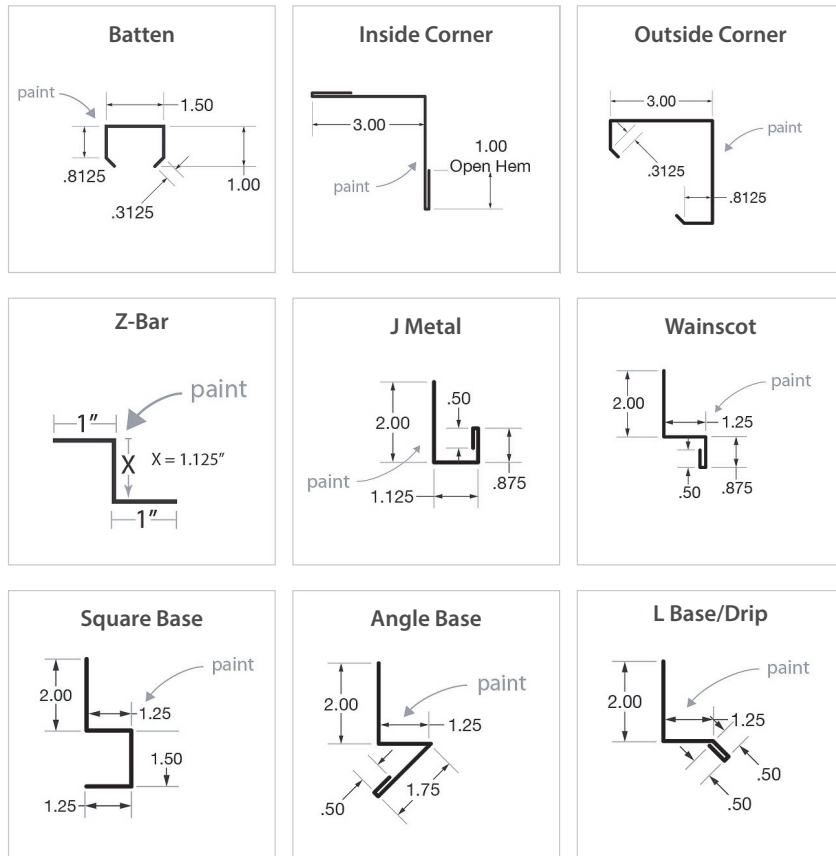 Batten
paint
1.50
.8125
1.00
.3125
Inside Corner
3.00
1.00
Open Hem
paint
Outside Corner
3.00
paint
.3125
.8125
Z-Bar
paint
1"
X
X = 1.125"
1"
J Metal
.50
2.00
paint
1.125
.875
Wainscot
paint
2.00
1.25
.50
.875
Square Base
paint
2.00
1.25
1.50
1.25
Angle Base
paint
2.00
1.25
1.75
.50
L Base/Drip
paint
2.00
1.25
.50
.50